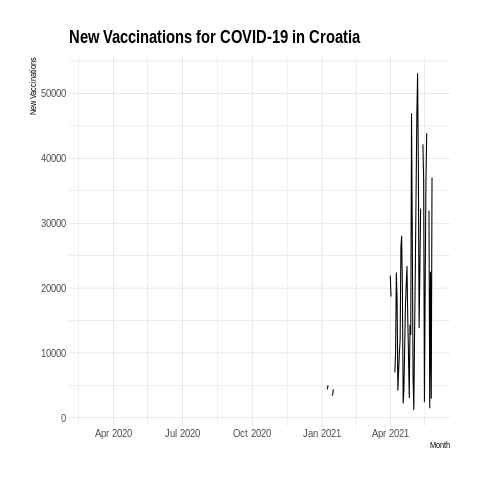 New Vaccinations for COVID-19 in Croatia
New Vaccinations
50000
40000
30000
20000
10000
0
Apr 2020 Jul 2020 Oct 2020 Jan 2021 Apr 2021
Month